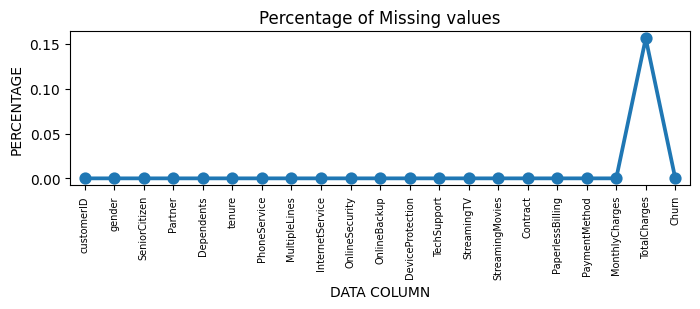 Percentage of Missing values
PERCENTAGE
0.15
0.10
0.05
0.00
customerID
gender
SeniorCitizen
Partner
Dependents
tenure
PhoneService
MultipleLines
InternetService
OnlineSecurity
OnlineBackup
DeviceProtection
TechSupport
StreamingTV
StreamingMovies
Contract
PaperlessBilling
PaymentMethod
MonthlyCharges
TotalCharges
Churn
DATA COLUMN